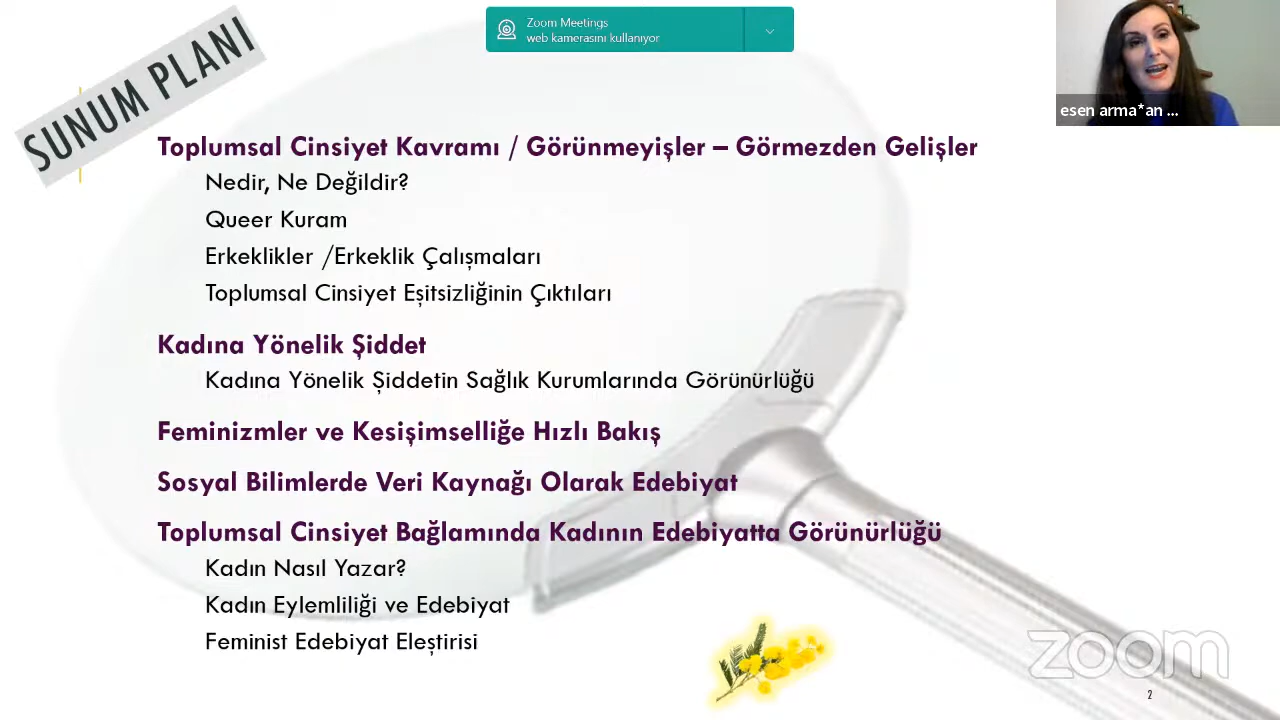 SUNUM PLANI
Zoom Meetings
web kamerasını kullanıyor
esen arma*an ...
Toplumsal Cinsiyet Kavramı / Görünmeyişler – Görmezden Gelişler
Nedir, Ne Değildir?
Queer Kuram
Erkeklikler /Erkeklik Çalışmaları
Toplumsal Cinsiyet Eşitsizliğinin Çıktıları
Kadına Yönelik Şiddet
Kadına Yönelik Şiddetin Sağlık Kurumlarında Görünürlüğü
Feminizmler ve Kesişimselliğe Hızlı Bakış
Sosyal Bilimlerde Veri Kaynağı Olarak Edebiyat
Toplumsal Cinsiyet Bağlamında Kadının Edebiyatta Görünürlüğü
Kadın Nasıl Yazar?
Kadın Eylemliliği ve Edebiyat
Feminist Edebiyat Eleştirisi
zoom
2